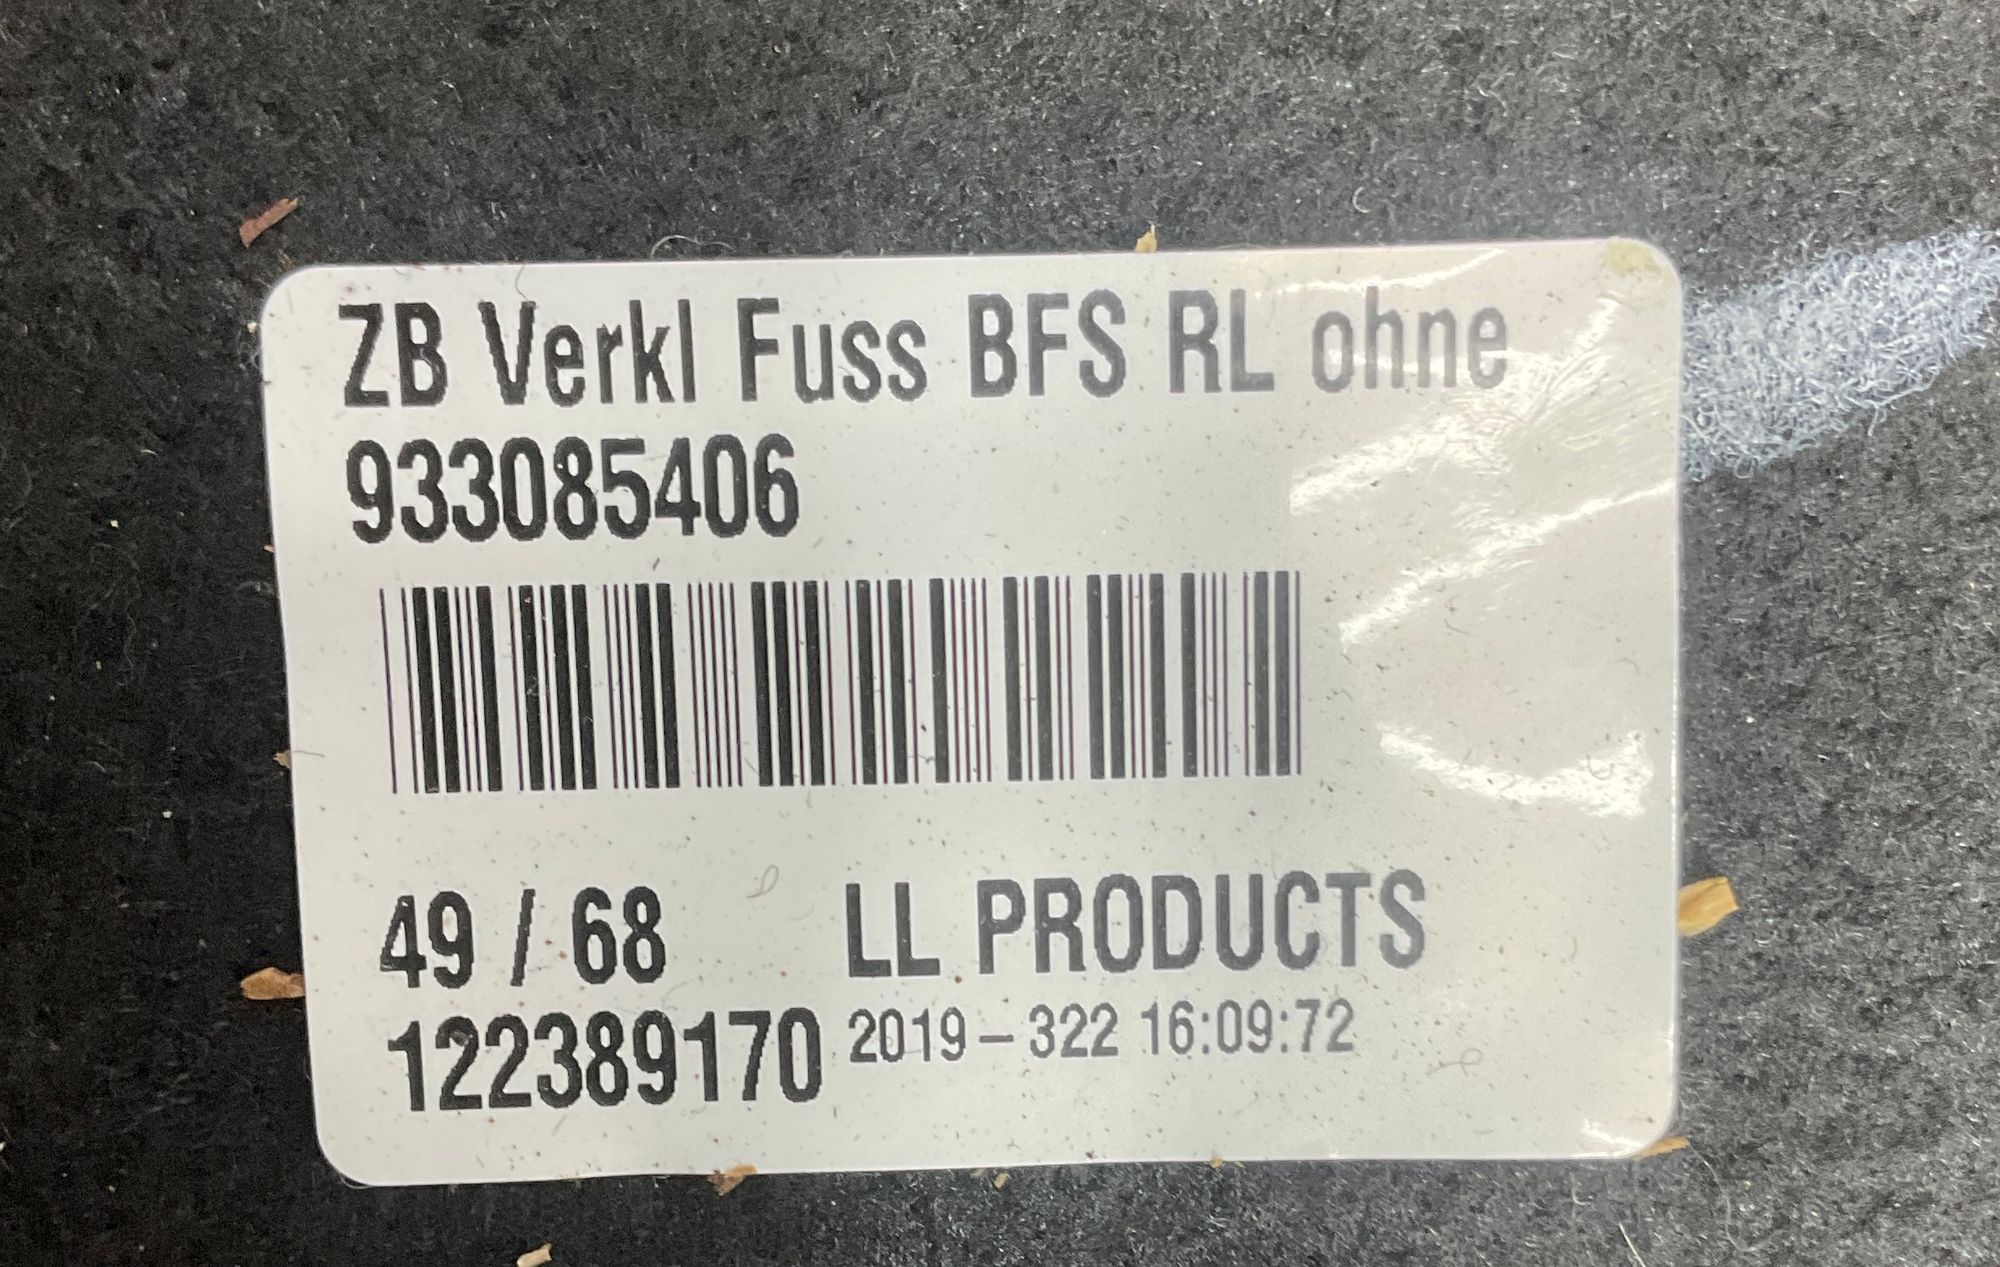 ZB Verkl Fuss BFS RL ohne
933085406
49 / 68 LL PRODUCTS
122389170 2019 - 322 16:09:72